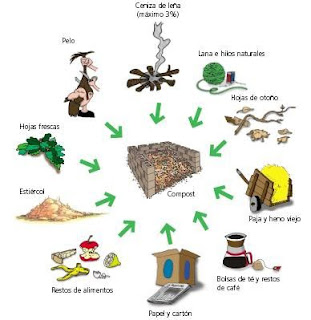 Ceniza de leña
(máximo 3%)
Pelo
Lana e hilos naturales
Hojas de otoño
Hojas frescas
Compost
Estiércol
Paja y heno viejo
Bolsas de té y restos
de café
Restos de alimentos
Papel y cartón